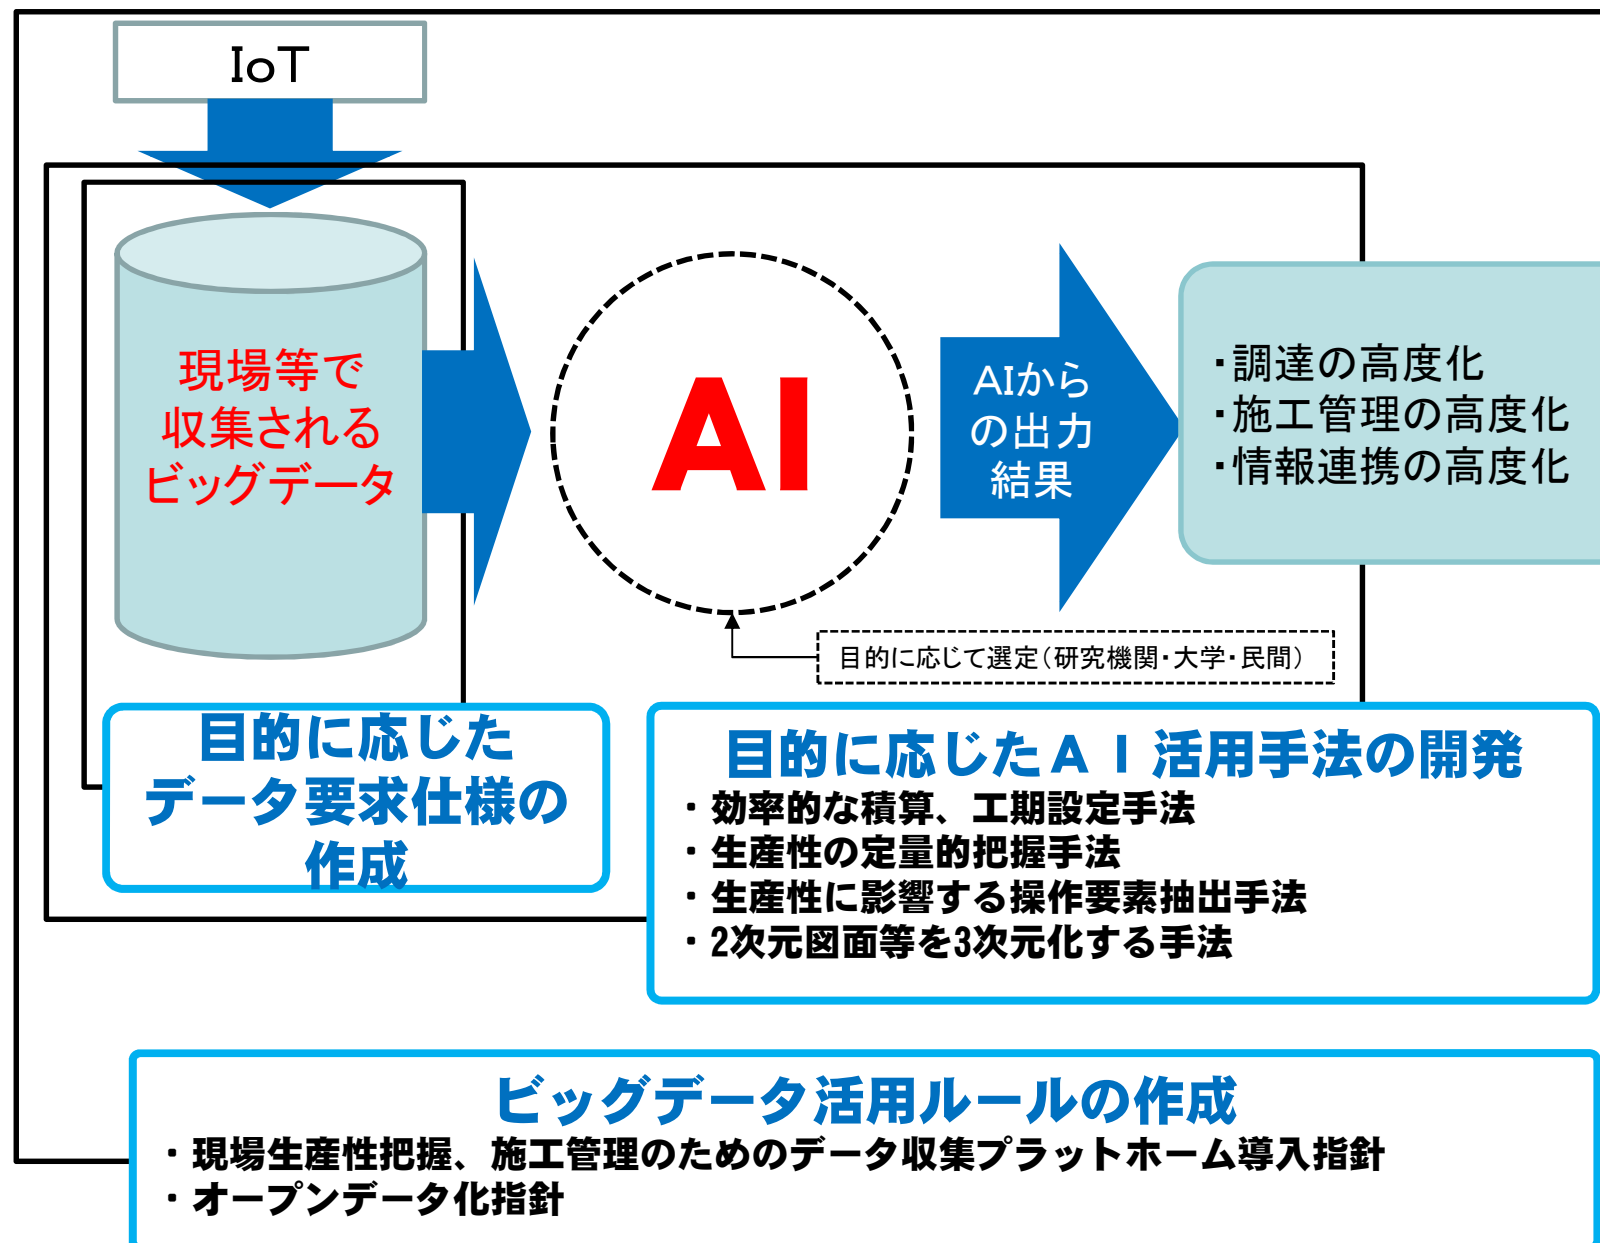 IoT
現場等で
収集される
ビッグデータ
AI
AIから
の出力
結果
・調達の高度化
・施工管理の高度化
・情報連携の高度化
目的に応じて選定（研究機関・大学・民間）
目的に応じた
データ要求仕様の
作成
目的に応じたＡＩ活用手法の開発
・効率的な積算、工期設定手法
・生産性の定量的把握手法
・生産性に影響する操作要素抽出手法
・2次元図面等を3次元化する手法
ビッグデータ活用ルールの作成
・現場生産性把握、施工管理のためのデータ収集プラットホーム導入指針
・オープンデータ化指針